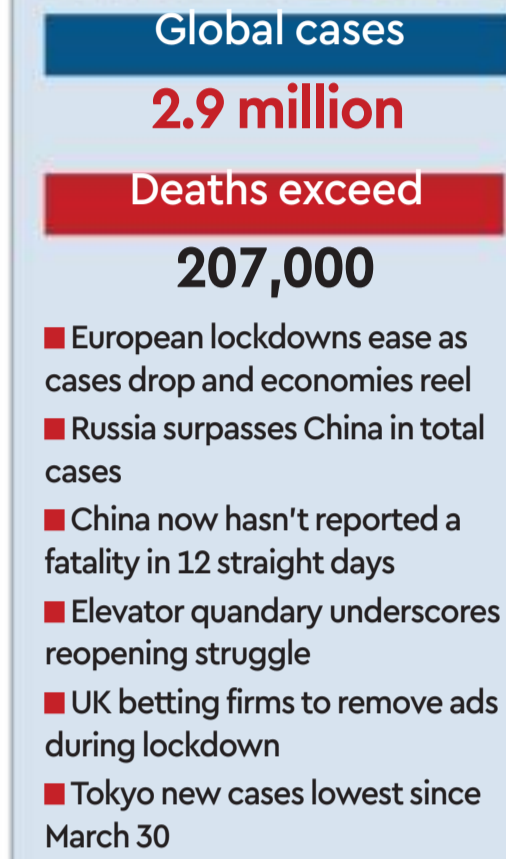 Global cases
2.9 million
Deaths exceed
207,000
■ European lockdowns ease as
cases drop and economies reel
■ Russia surpasses China in total
cases
■ China now hasn't reported a
fatality in 12 straight days
■ Elevator quandary underscores
reopening struggle
■ UK betting firms to remove ads
during lockdown
■ Tokyo new cases lowest since
March 30